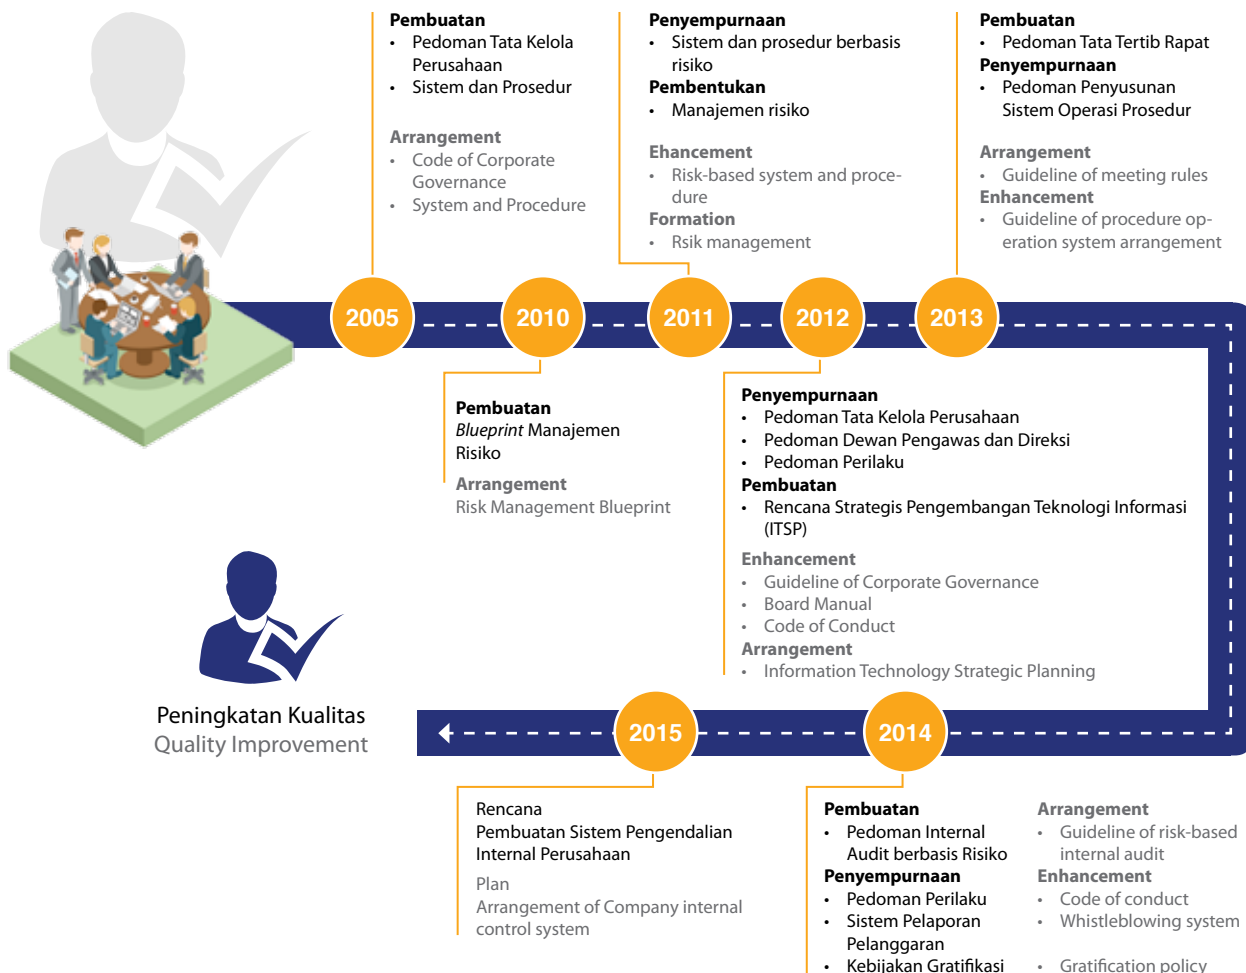 Pembuatan
• Pedoman Tata Kelola
Perusahaan
• Sistem dan Prosedur
Arrangement
• Code of Corporate
Governance
• System and Procedure
Penyempurnaan
• Sistem dan prosedur berbasis
risiko
Pembentukan
• Manajemen risiko
Ehancement
• Risk-based system and proce-
dure
Formation
• Rsik management
Pembuatan
• Pedoman Tata Tertib Rapat
Penyempurnaan
• Pedoman Penyusunan
Sistem Operasi Prosedur
Arrangement
• Guideline of meeting rules
Enhancement
• Guideline of procedure op-
eration system arrangement
2005
2010
2011
2012
2013
Pembuatan
Blueprint Manajemen
Risiko
Arrangement
Risk Management Blueprint
Penyempurnaan
• Pedoman Tata Kelola Perusahaan
• Pedoman Dewan Pengawas dan Direksi
• Pedoman Perilaku
Pembuatan
• Rencana Strategis Pengembangan Teknologi Informasi
(ITSP)
Enhancement
• Guideline of Corporate Governance
• Board Manual
• Code of Conduct
Arrangement
• Information Technology Strategic Planning
Peningkatan Kualitas
Quality Improvement
2015
2014
Rencana
Pembuatan Sistem Pengendalian
Internal Perusahaan
Plan
Arrangement of Company internal
control system
Pembuatan
• Pedoman Internal
Audit berbasis Risiko
Penyempurnaan
• Pedoman Perilaku
• Sistem Pelaporan
Pelanggaran
• Kebijakan Gratifikasi
Arrangement
• Guideline of risk-based
internal audit
Enhancement
• Code of conduct
• Whistleblowing system
• Gratification policy